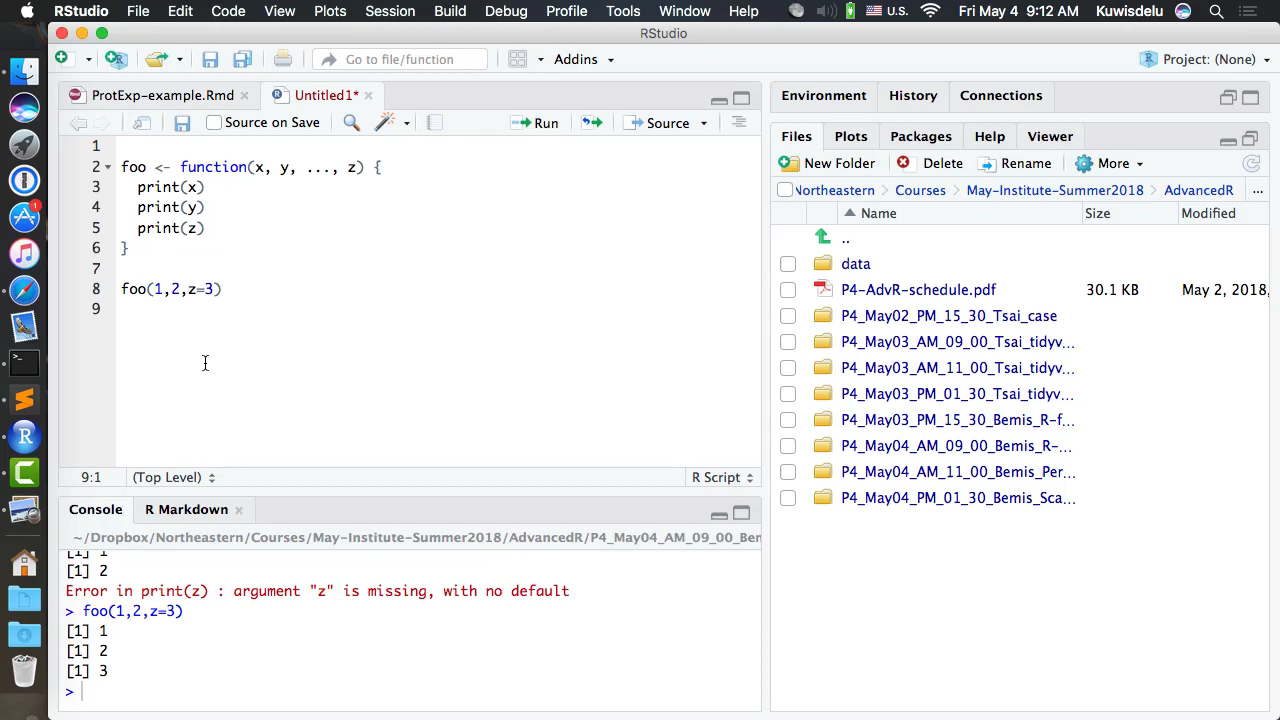 RStudio File Edit Code View Plots Session Build Debug Profile Tools Window Help U.S. Fri May 4 9:12 AM Kuwisdelu
RStudio
Go to file/function Addins Project: (None)
ProtExp-example.Rmd Untitled1*
Source on Save Run Source
1
2 foo <- function(x, y, ..., z) {
3 print(x)
4 print(y)
5 print(z)
6 }
7
8 foo(1,2,z=3)
9
9:1 (Top Level) R Script
Console R Markdown
~/Dropbox/Northeastern/Courses/May-Institute-Summer2018/AdvancedR/P4_May04_AM_09_00_Bem
[1] 1
[1] 2
Error in print(z) : argument "z" is missing, with no default
> foo(1,2,z=3)
[1] 1
[1] 2
[1] 3
>
Environment History Connections
Files Plots Packages Help Viewer
New Folder Delete Rename More
Northeastern Courses May-Institute-Summer2018 AdvancedR ...
Name Size Modified
..
data
P4-AdvR-schedule.pdf 30.1 KB May 2, 2018,
P4_May02_PM_15_30_Tsai_case
P4_May03_AM_09_00_Tsai_tidyv...
P4_May03_AM_11_00_Tsai_tidyv...
P4_May03_PM_01_30_Tsai_tidyv...
P4_May03_PM_15_30_Bemis_R-f...
P4_May04_AM_09_00_Bemis_R-...
P4_May04_AM_11_00_Bemis_Per...
P4_May04_PM_01_30_Bemis_Sca...